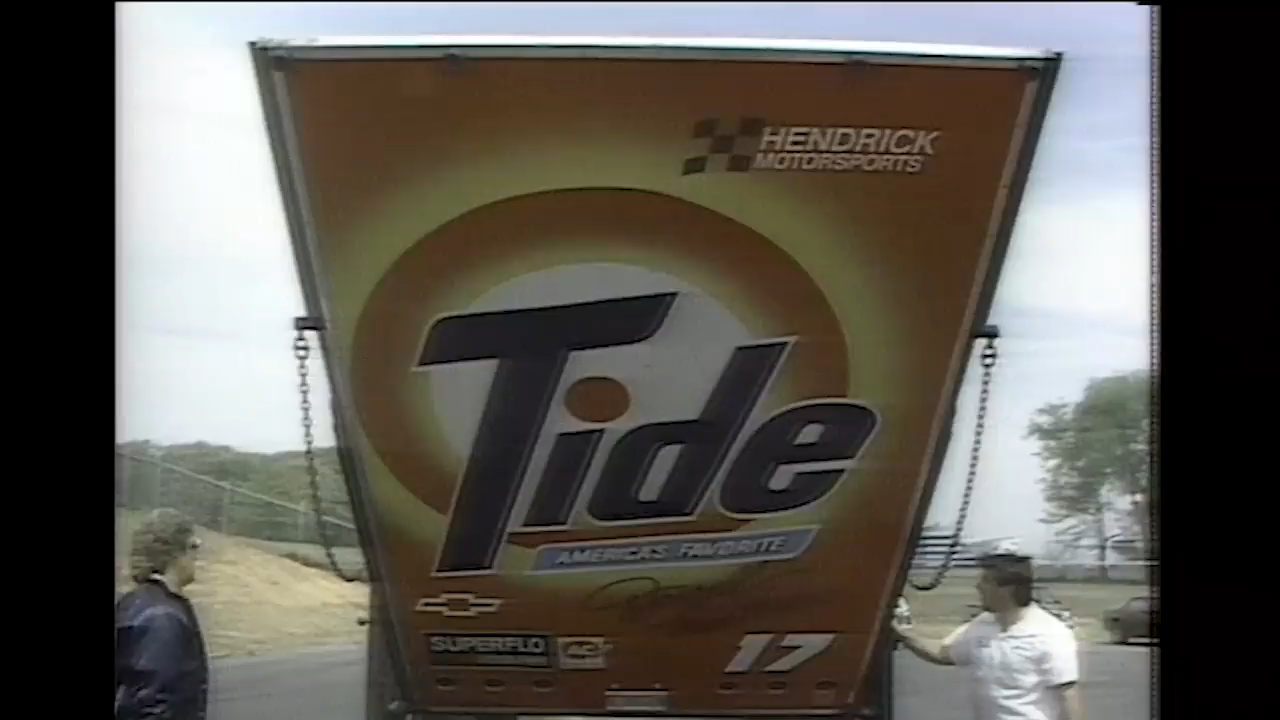 HENDRICK
MOTORSPORTS
Tide
AMERICA'S FAVORITE
SUPERFLO
17